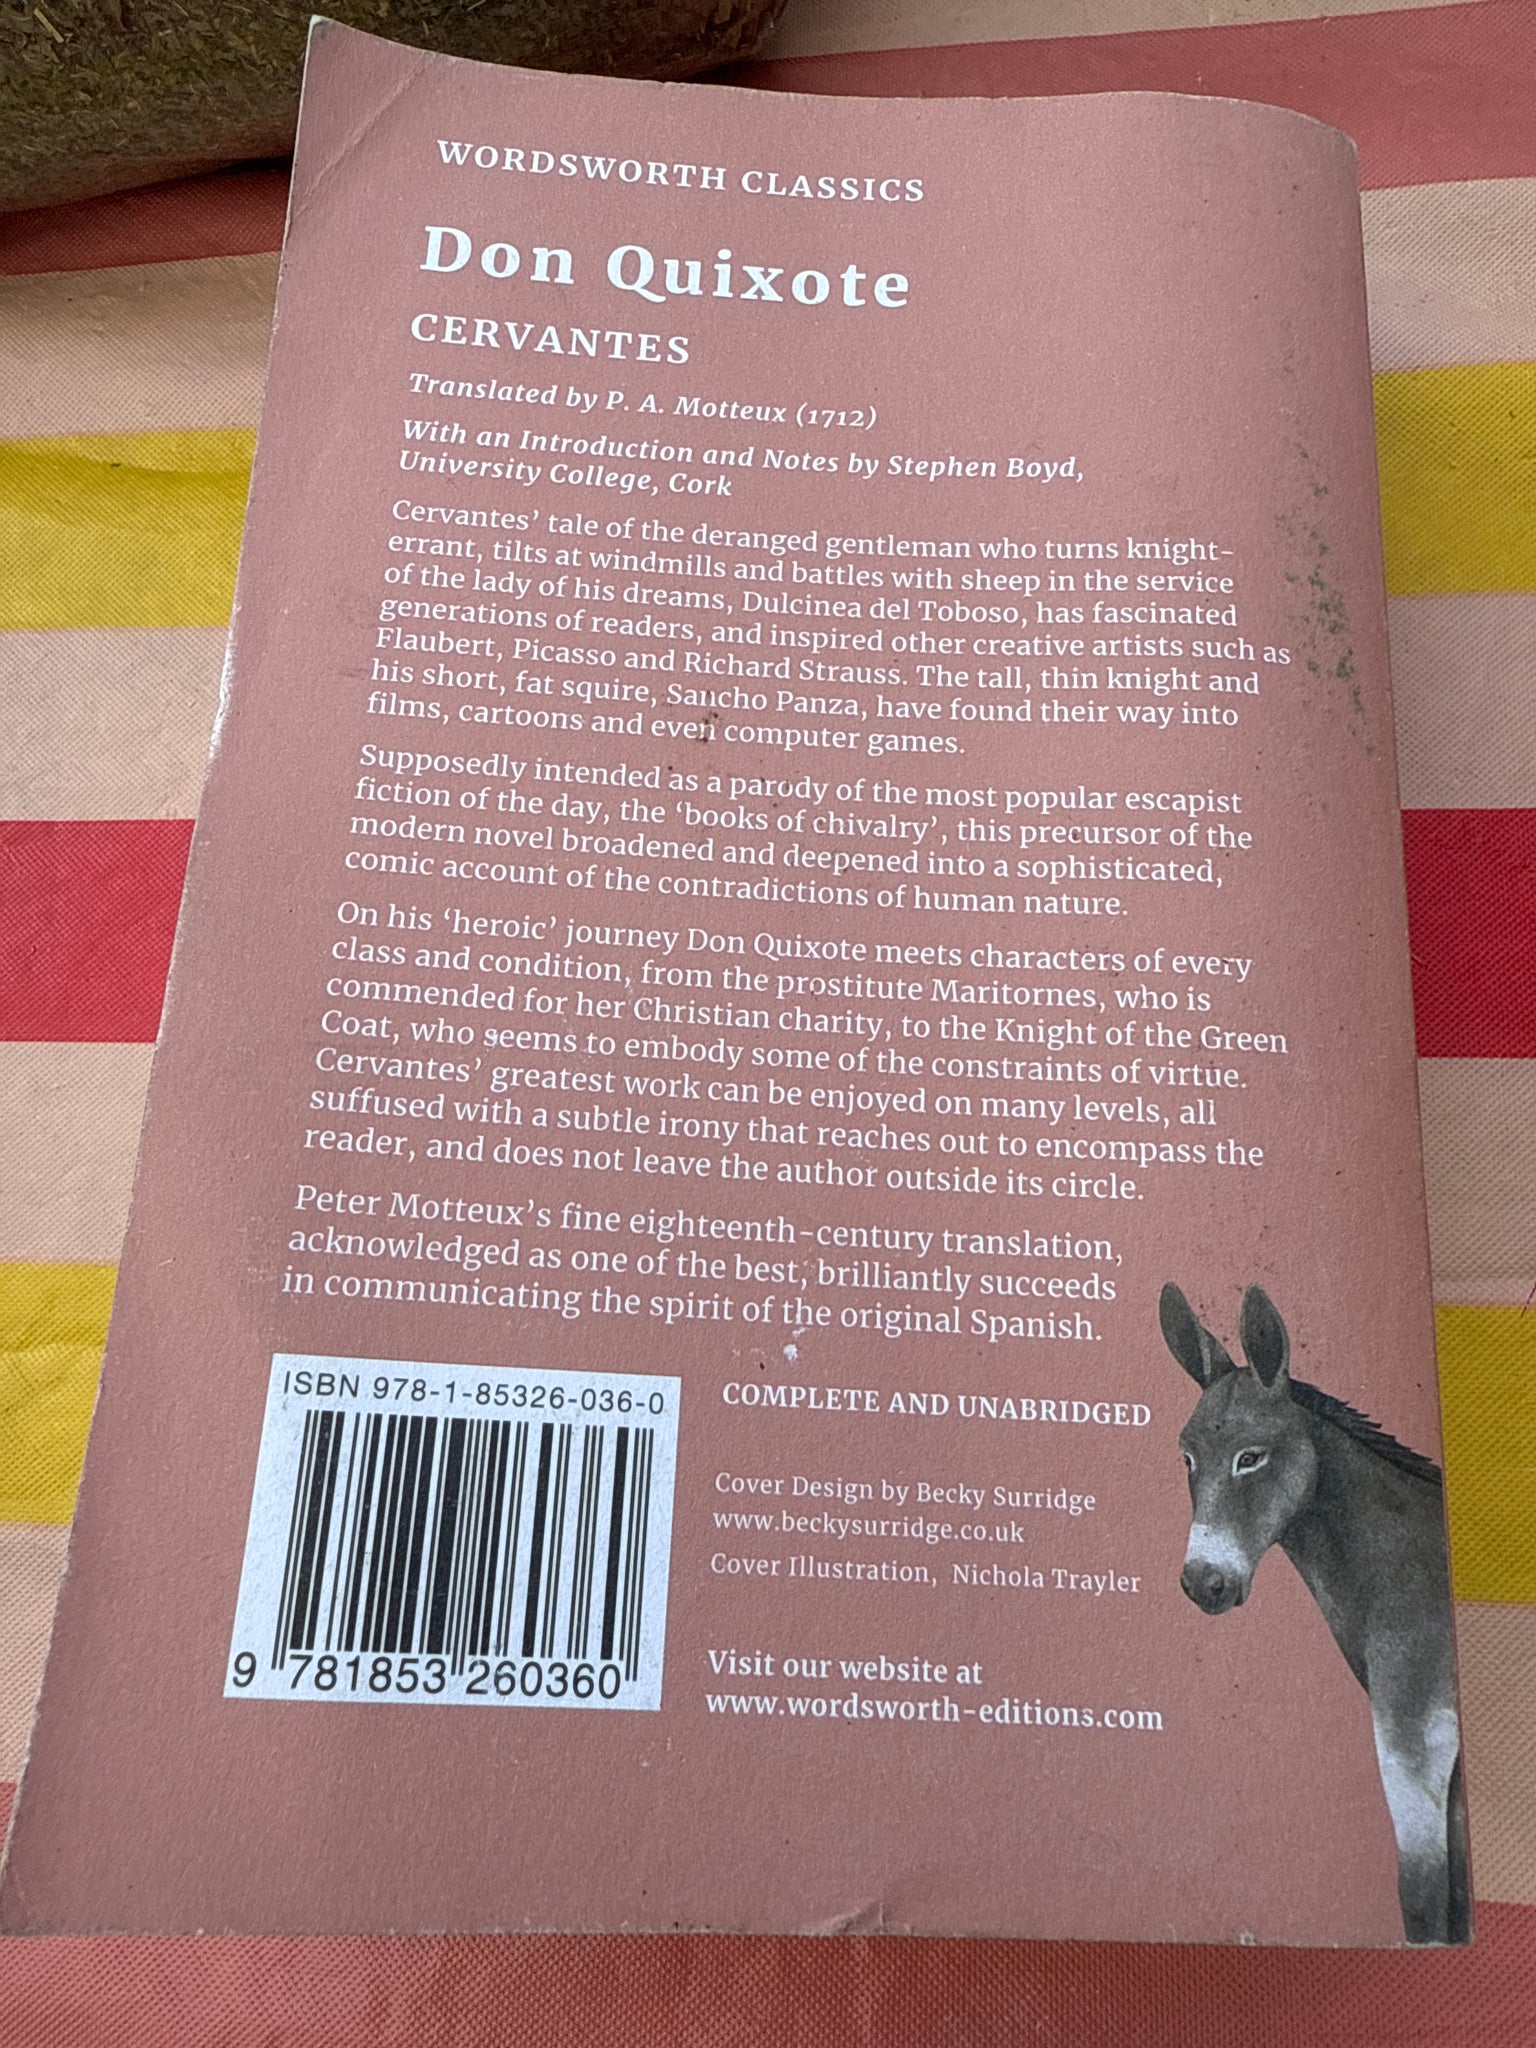 WORDSWORTH CLASSICS
Don Quixote
CERVANTES
Translated by P. A. Motteux (1712)
With an Introduction and Notes by Stephen Boyd,
University College, Cork
Cervantes’ tale of the deranged gentleman who turns knight-
errant, tilts at windmills and battles with sheep in the service
of the lady of his dreams, Dulcinea del Toboso, has fascinated
generations of readers, and inspired other creative artists such as
Flaubert, Picasso and Richard Strauss. The tall, thin knight and
his short, fat squire, Sancho Panza, have found their way into
films, cartoons and even computer games.
Supposedly intended as a parody of the most popular escapist
fiction of the day, the ‘books of chivalry’, this precursor of the
modern novel broadened and deepened into a sophisticated,
comic account of the contradictions of human nature.
On his ‘heroic’ journey Don Quixote meets characters of every
class and condition, from the prostitute Maritornes, who is
commended for her Christian charity, to the Knight of the Green
Coat, who seems to embody some of the constraints of virtue.
Cervantes’ greatest work can be enjoyed on many levels, all
suffused with a subtle irony that reaches out to encompass the
reader, and does not leave the author outside its circle.
Peter Motteux’s fine eighteenth-century translation,
acknowledged as one of the best, brilliantly succeeds
in communicating the spirit of the original Spanish.
ISBN 978-1-85326-036-0
9 781853 260360
COMPLETE AND UNABRIDGED
Cover Design by Becky Surridge
www.beckysurridge.co.uk
Cover Illustration, Nichola Trayler
Visit our website at
www.wordsworth-editions.com